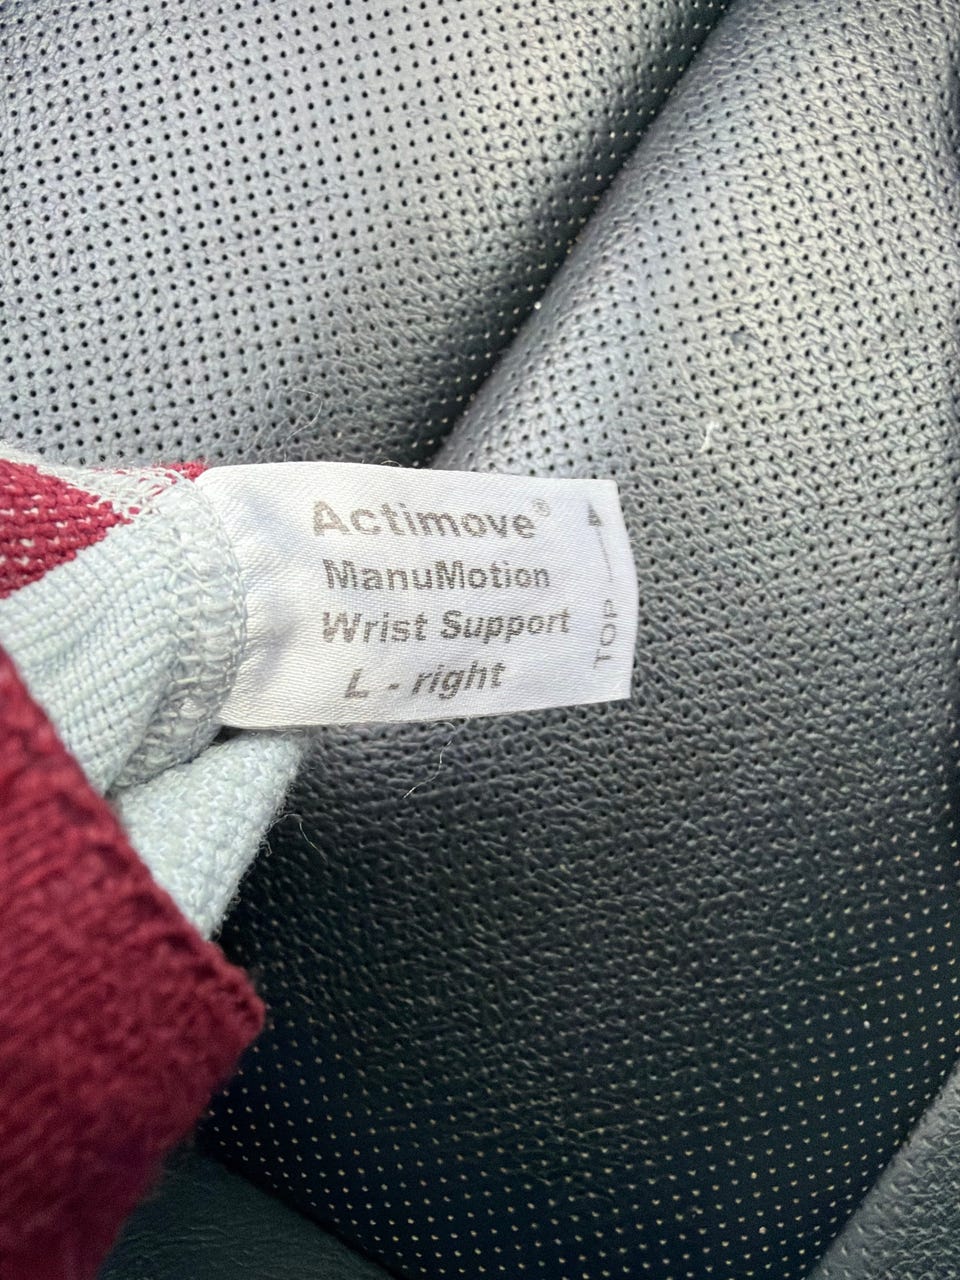 Actimove®
ManuMotion
Wrist Support
L - right
TOP